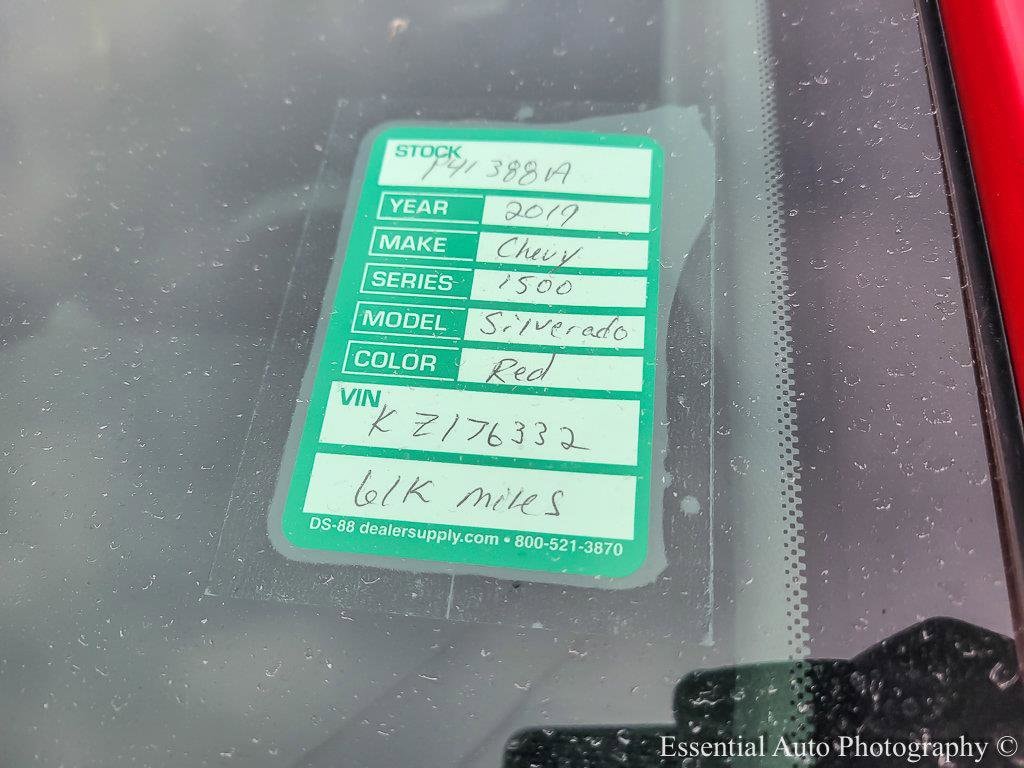 STOCK
P41388A
YEAR 2019
MAKE Chevy
SERIES 1500
MODEL Silverado
COLOR Red
VIN
KZ176332
61K miles
DS-88 dealersupply.com • 800-521-3870
Essential Auto Photography ©